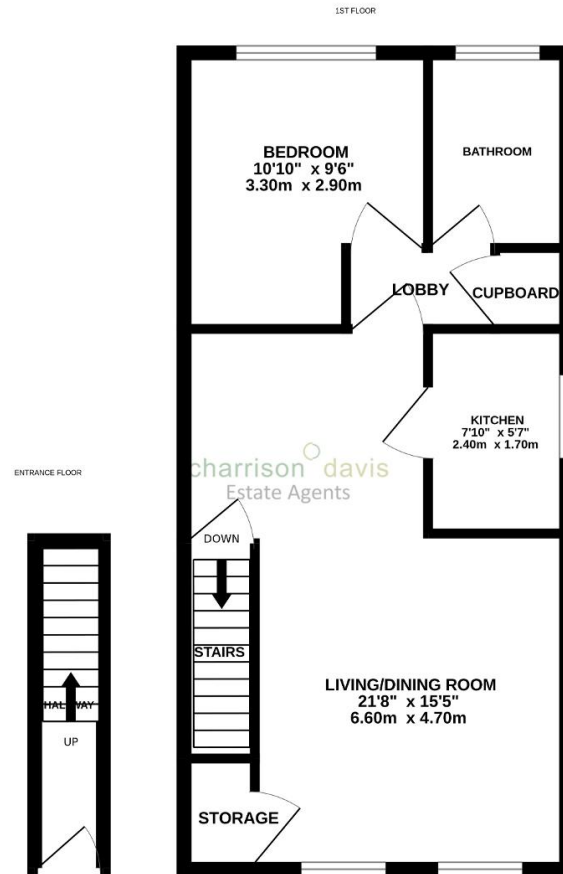 1ST FLOOR
BEDROOM
10'10" x 9'6"
3.30m x 2.90m
BATHROOM
LOBBY
CUPBOARD
KITCHEN
7'10" x 5'7"
2.40m x 1.70m
charrison davis
Estate Agents
ENTRANCE FLOOR
DOWN
STAIRS
HALLWAY
UP
LIVING/DINING ROOM
21'8" x 15'5"
6.60m x 4.70m
STORAGE